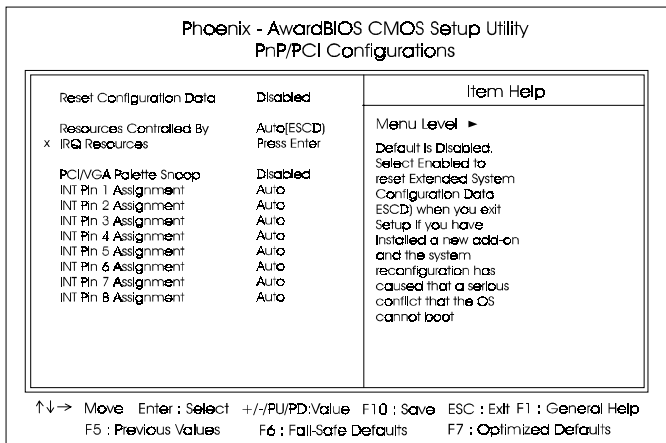 Phoenix - AwardBIOS CMOS Setup Utility
PnP/PCI Configurations
Reset Configuration Data Disabled
Resources Controlled By Auto(ESCD)
x IRQ Resources Press Enter
PCI/VGA Palette Snoop Disabled
INT Pin 1 Assignment Auto
INT Pin 2 Assignment Auto
INT Pin 3 Assignment Auto
INT Pin 4 Assignment Auto
INT Pin 5 Assignment Auto
INT Pin 6 Assignment Auto
INT Pin 7 Assignment Auto
INT Pin 8 Assignment Auto
Item Help
Menu Level ►
Default is Disabled.
Select Enabled to
reset Extended System
Configuration Data
ESCD) when you exit
Setup if you have
installed a new add-on
and the system
reconfiguration has
caused that a serious
conflict that the OS
cannot boot
↑↓→ Move Enter : Select +/-/PU/PD:Value F10 : Save ESC : Exit F1 : General Help
F5 : Previous Values F6 : Fail-Safe Defaults F7 : Optimized Defaults